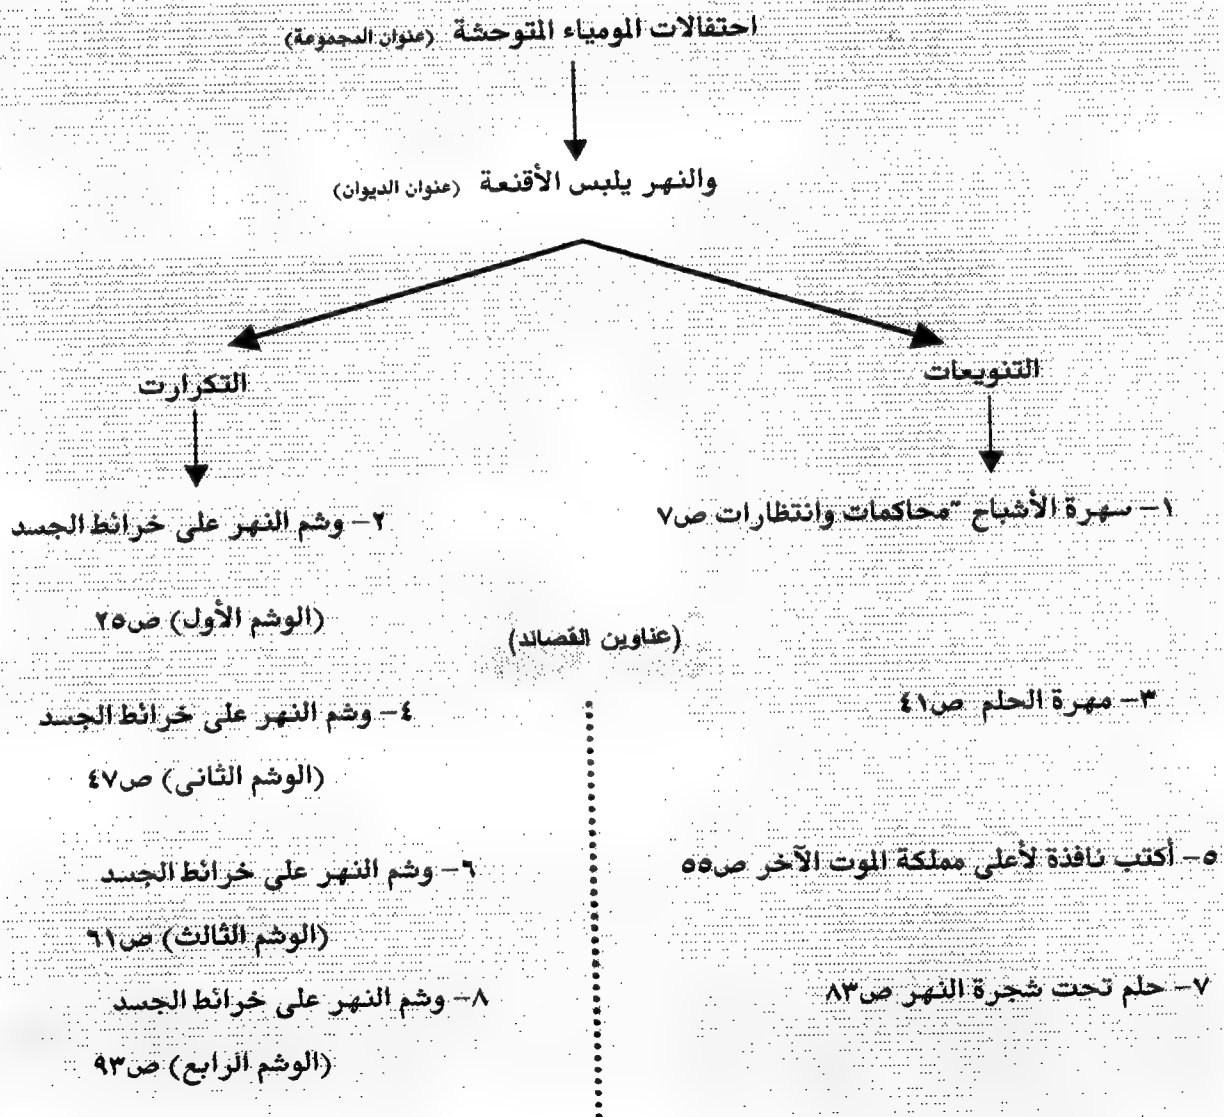 احتفالات المومياء المتوحشة (عنوان المجموعة)
والنهر يلبس الأقنعة (عنوان الديوان)
التنويعات
التكرارت
١- سهرة الأشباح "محاكمات وانتظارات ص٧
٢- وشم النهر على خرائط الجسد
(الوشم الأول) ص٢٥
(عناوين القصائد)
٣- مهرة الحلم ص٤١
٤- وشم النهر على خرائط الجسد
(الوشم الثانى) ص٤٧
٥- أكتب نافذة لأعلى مملكة الموت الآخر ص٥٥
٦- وشم النهر على خرائط الجسد
(الوشم الثالث) ص٦١
٧- حلم تحت شجرة النهر ص٨٣
٨- وشم النهر على خرائط الجسد
(الوشم الرابع) ص٩٣